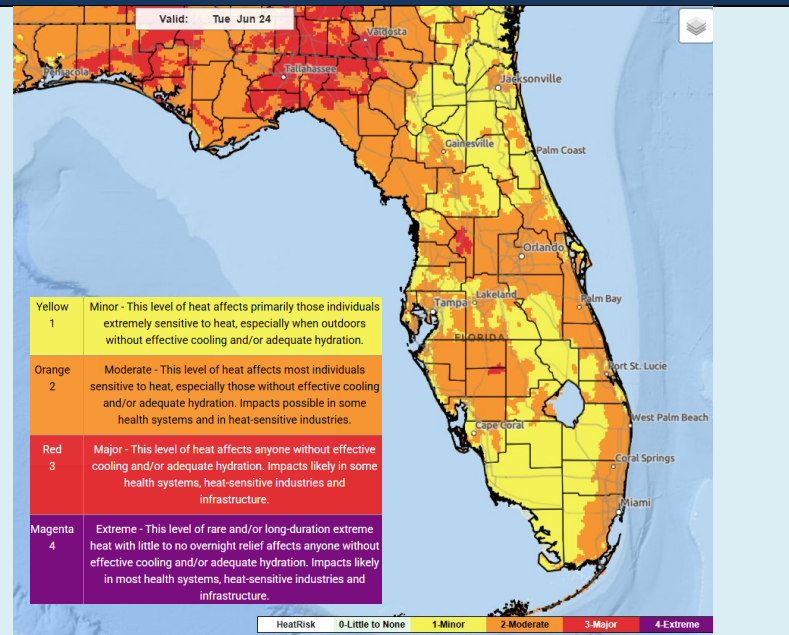 Valid: Tue Jun 24
Valdosta
Pensacola
Tallahassee
Jacksonville
Gainesville
Palm Coast
Orlando
Yellow
1
Minor - This level of heat affects primarily those individuals
extremely sensitive to heat, especially when outdoors
without effective cooling and/or adequate hydration.
Lakeland
Tampa
Palm Bay
FLORIDA
Orange
2
Moderate - This level of heat affects most individuals
sensitive to heat, especially those without effective cooling
and/or adequate hydration. Impacts possible in some
health systems and in heat-sensitive industries.
Port St. Lucie
West Palm Beach
Cape Coral
Red
3
Major - This level of heat affects anyone without effective
cooling and/or adequate hydration. Impacts likely in some
health systems, heat-sensitive industries and
infrastructure.
Coral Springs
Miami
Magenta
4
Extreme - This level of rare and/or long-duration extreme
heat with little to no overnight relief affects anyone without
effective cooling and/or adequate hydration. Impacts likely
in most health systems, heat-sensitive industries and
infrastructure.
HeatRisk 0-Little to None 1-Minor 2-Moderate 3-Major 4-Extreme